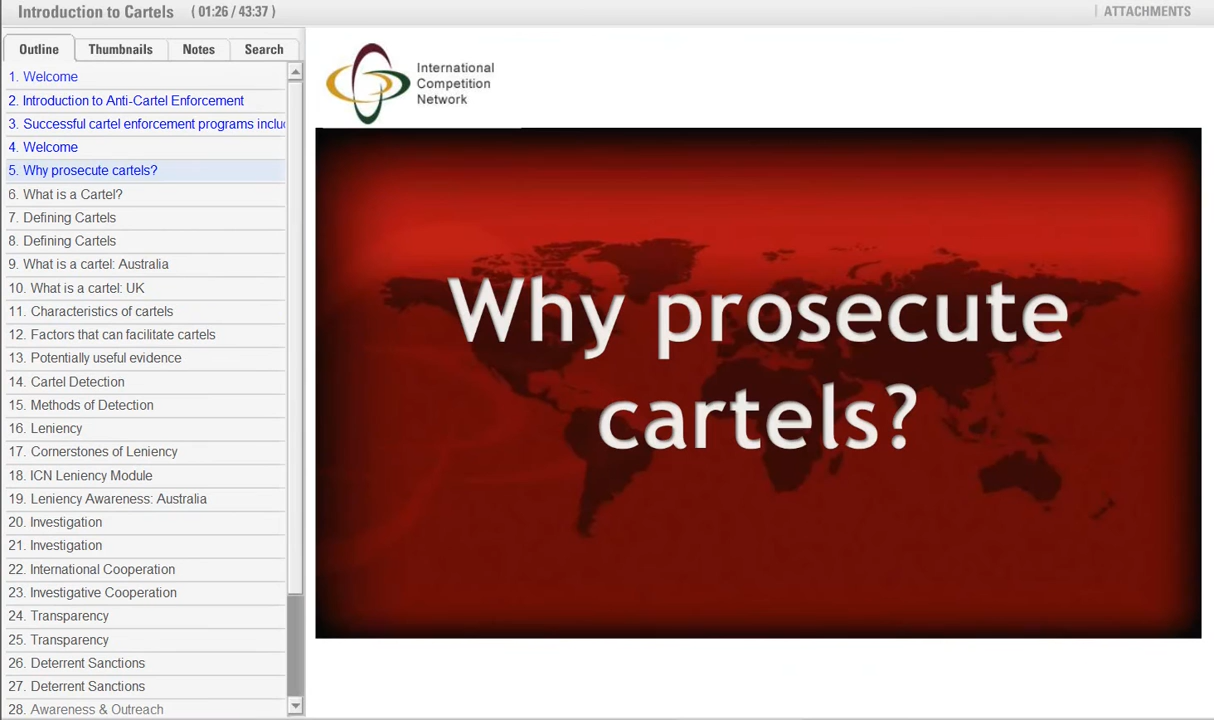 Introduction to Cartels ( 01:26 / 43:37 )
ATTACHMENTS
Outline Thumbnails Notes Search
1. Welcome
2. Introduction to Anti-Cartel Enforcement
3. Successful cartel enforcement programs inclu
4. Welcome
5. Why prosecute cartels?
6. What is a Cartel?
7. Defining Cartels
8. Defining Cartels
9. What is a cartel: Australia
10. What is a cartel: UK
11. Characteristics of cartels
12. Factors that can facilitate cartels
13. Potentially useful evidence
14. Cartel Detection
15. Methods of Detection
16. Leniency
17. Cornerstones of Leniency
18. ICN Leniency Module
19. Leniency Awareness: Australia
20. Investigation
21. Investigation
22. International Cooperation
23. Investigative Cooperation
24. Transparency
25. Transparency
26. Deterrent Sanctions
27. Deterrent Sanctions
28. Awareness & Outreach
International
Competition
Network
Why prosecute
cartels?